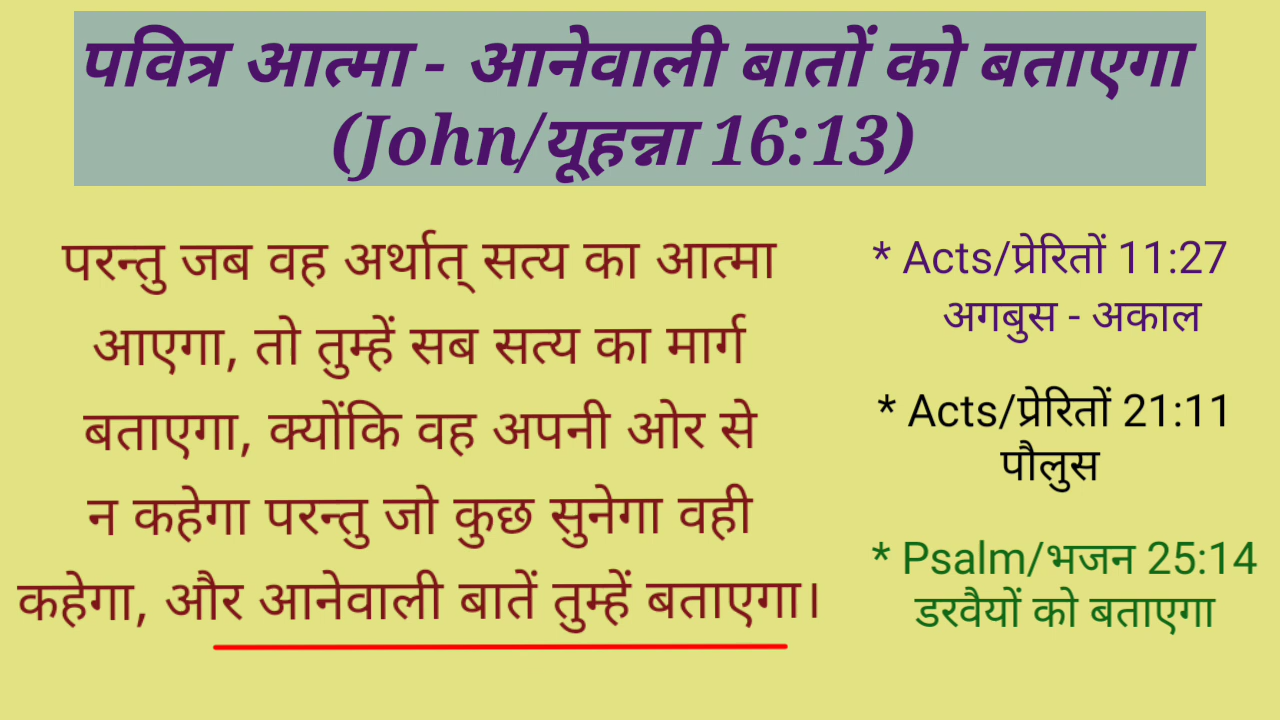 पवित्र आत्मा - आनेवाली बातों को बताएगा
(John/यूहन्ना 16:13)
परन्तु जब वह अर्थात् सत्य का आत्मा
आएगा, तो तुम्हें सब सत्य का मार्ग
बताएगा, क्योंकि वह अपनी ओर से
न कहेगा परन्तु जो कुछ सुनेगा वही
कहेगा, और आनेवाली बातें तुम्हें बताएगा।
* Acts/प्रेरितों 11:27
अगबुस - अकाल
* Acts/प्रेरितों 21:11
पौलुस
* Psalm/भजन 25:14
डरवैयों को बताएगा